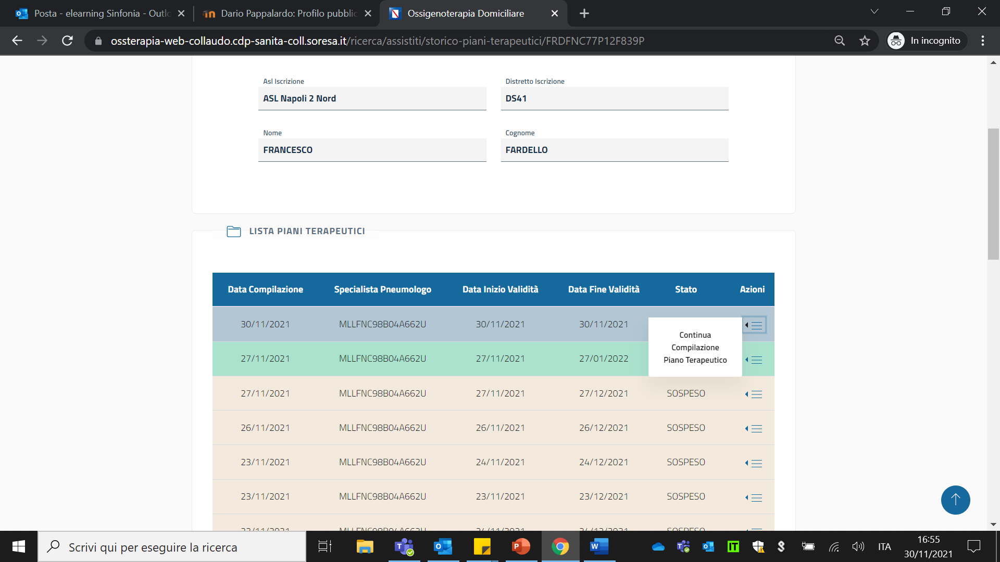 Posta - elearning Sinfonia - Outlo
Dario Pappalardo: Profilo pubblic
Ossigenoterapia Domiciliare
ossterapia-web-collaudo.cdp-sanita-coll.soresa.it/ricerca/assistiti/storico-piani-terapeutici/FRDFNC77P12F839P
In incognito
Asl Iscrizione
Distretto Iscrizione
ASL Napoli 2 Nord
DS41
Nome
Cognome
FRANCESCO
FARDELLO
LISTA PIANI TERAPEUTICI
Data Compilazione Specialista Pneumologo Data Inizio Validità Data Fine Validità Stato Azioni
30/11/2021 MLLFNC98B04A662U 30/11/2021 30/11/2021
Continua
Compilazione
Piano Terapeutico
27/11/2021 MLLFNC98B04A662U 27/11/2021 27/01/2022
27/11/2021 MLLFNC98B04A662U 27/11/2021 27/12/2021 SOSPESO
26/11/2021 MLLFNC98B04A662U 26/11/2021 26/12/2021 SOSPESO
23/11/2021 MLLFNC98B04A662U 24/11/2021 24/12/2021 SOSPESO
23/11/2021 MLLFNC98B04A662U 23/11/2021 23/12/2021 SOSPESO
Scrivi qui per eseguire la ricerca
IT
ITA
16:55
30/11/2021